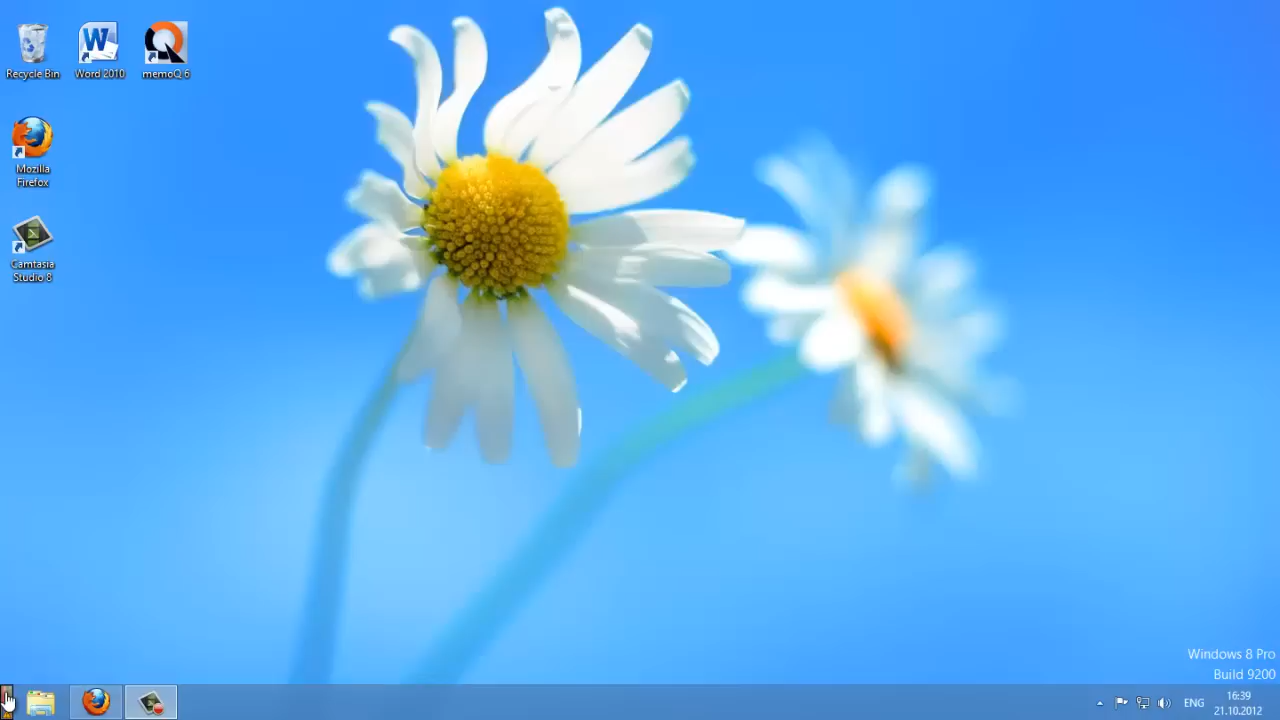 Recycle Bin
Word 2010
memoQ 6
Mozilla
Firefox
Camtasia
Studio 8
Windows 8 Pro
Build 9200
ENG
16:39
21.10.2012